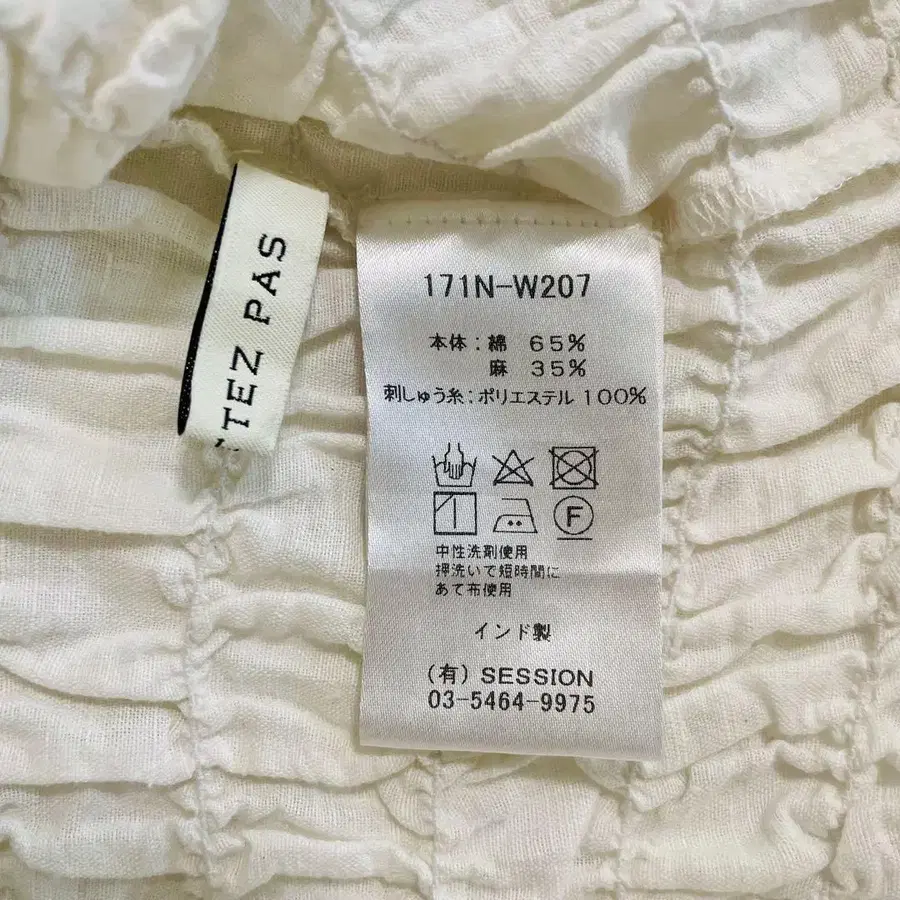 TEZ PAS
171N-W207
本体：綿 65%
麻 35%
刺しゅう糸：ポリエステル 100%
F
中性洗剤使用
押洗いで短時間に
あて布使用
インド製
(有) SESSION
03-5464-9975